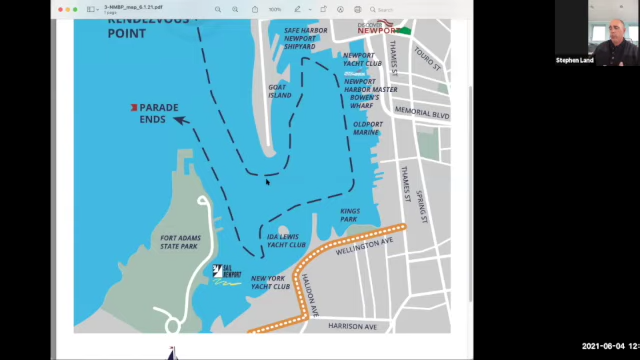 3-NMBP_map_6.1.21.pdf
1 page
100%
RENDEZVOUS
POINT
SAFE HARBOR
NEWPORT
SHIPYARD
DISCOVER
NEWPORT
NEWPORT
YACHT CLUB
THAMES ST
TOURO ST
Stephen Land
GOAT
ISLAND
NEWPORT
HARBOR MASTER
BOWEN'S
WHARF
PARADE
ENDS
MEMORIAL BLVD
OLDPORT
MARINE
THAMES ST
SPRING ST
KINGS
PARK
FORT ADAMS
STATE PARK
IDA LEWIS
YACHT CLUB
WELLINGTON AVE
SAIL
NEWPORT
NEW YORK
YACHT CLUB
HALIDON AVE
HARRISON AVE
2021-06-04 12: